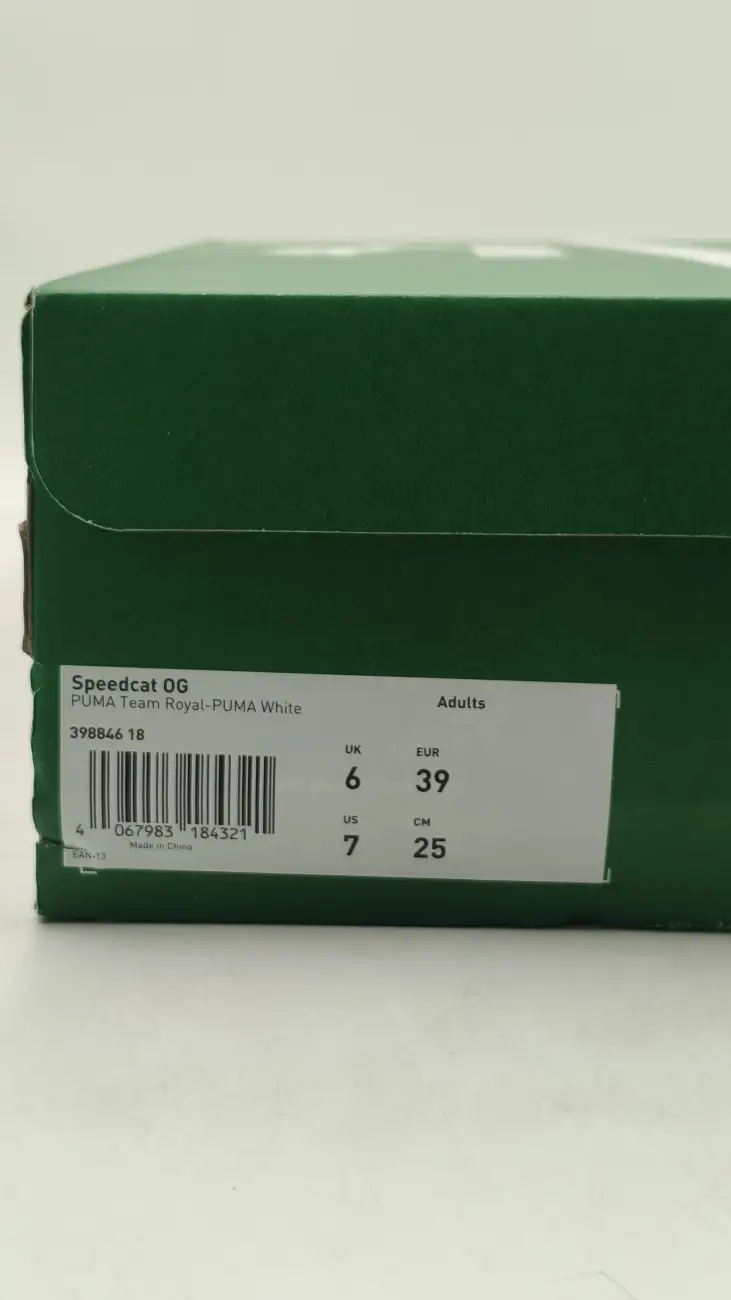 Speedcat OG
PUMA Team Royal-PUMA White
Adults
398846 18
UK
EUR
6
39
US
CM
7
25
4 067983 184321
Made in China
EAN-13